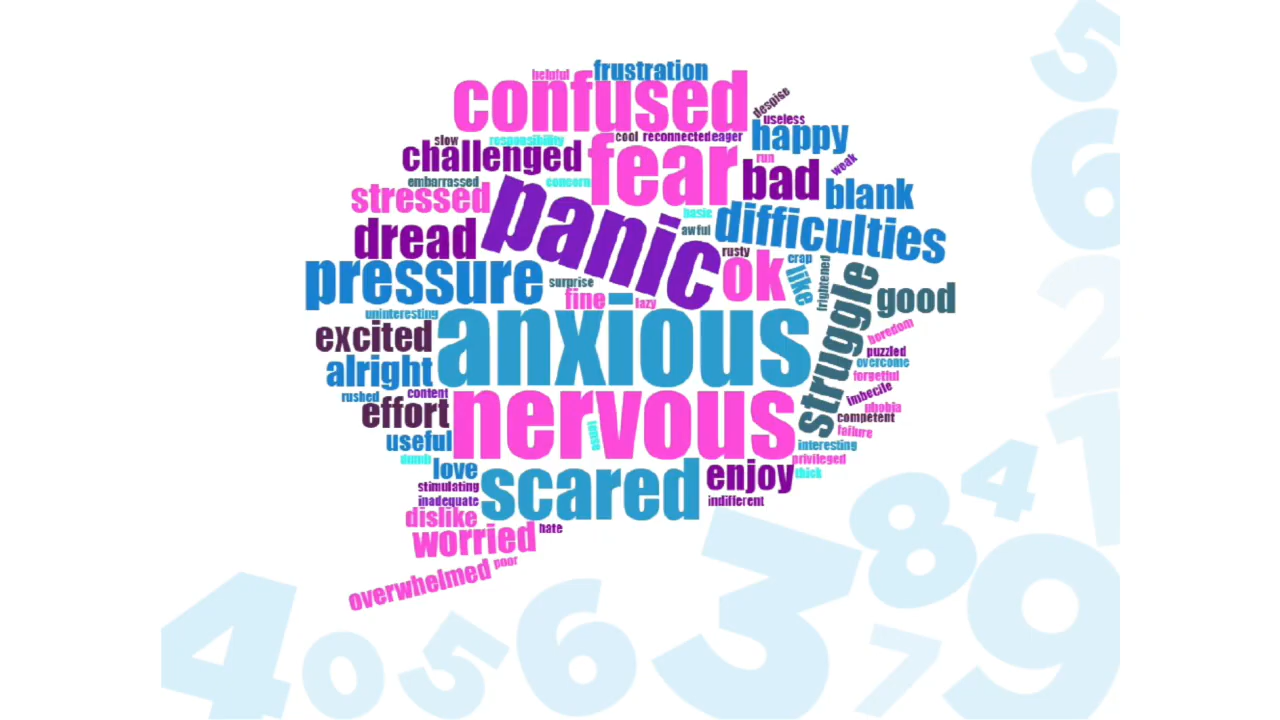 helpful frustration
confused despise
useless
slow responsibility cool reconnected eager happy
challenged fear run weak
embarrassed concern bad blank
stressed panic basic difficulties
dread awful
rusty crap frightened
pressure surprise ok like struggle good
fine lazy
uninteresting anxious boredom
excited puzzled
alright overcome
forgetful
rushed content nervous imbecile
effort phobia
competent
useful tense failure
interesting
dumb privileged
love scared enjoy thick
stimulating
inadequate indifferent
dislike
worried hate
overwhelmed poor
5
6
2
7
4
8
3
9
4 0 5 6 7